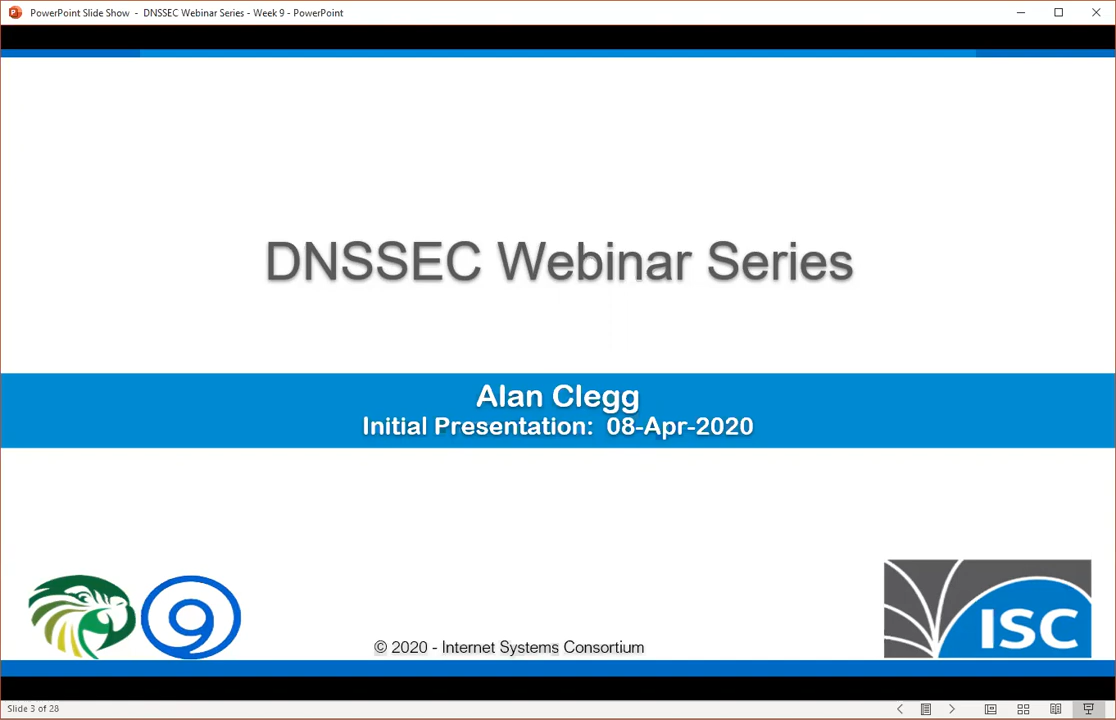 PowerPoint Slide Show - DNSSEC Webinar Series - Week 9 - PowerPoint
DNSSEC Webinar Series
Alan Clegg
Initial Presentation: 08-Apr-2020
9
ISC
© 2020 - Internet Systems Consortium
Slide 3 of 28